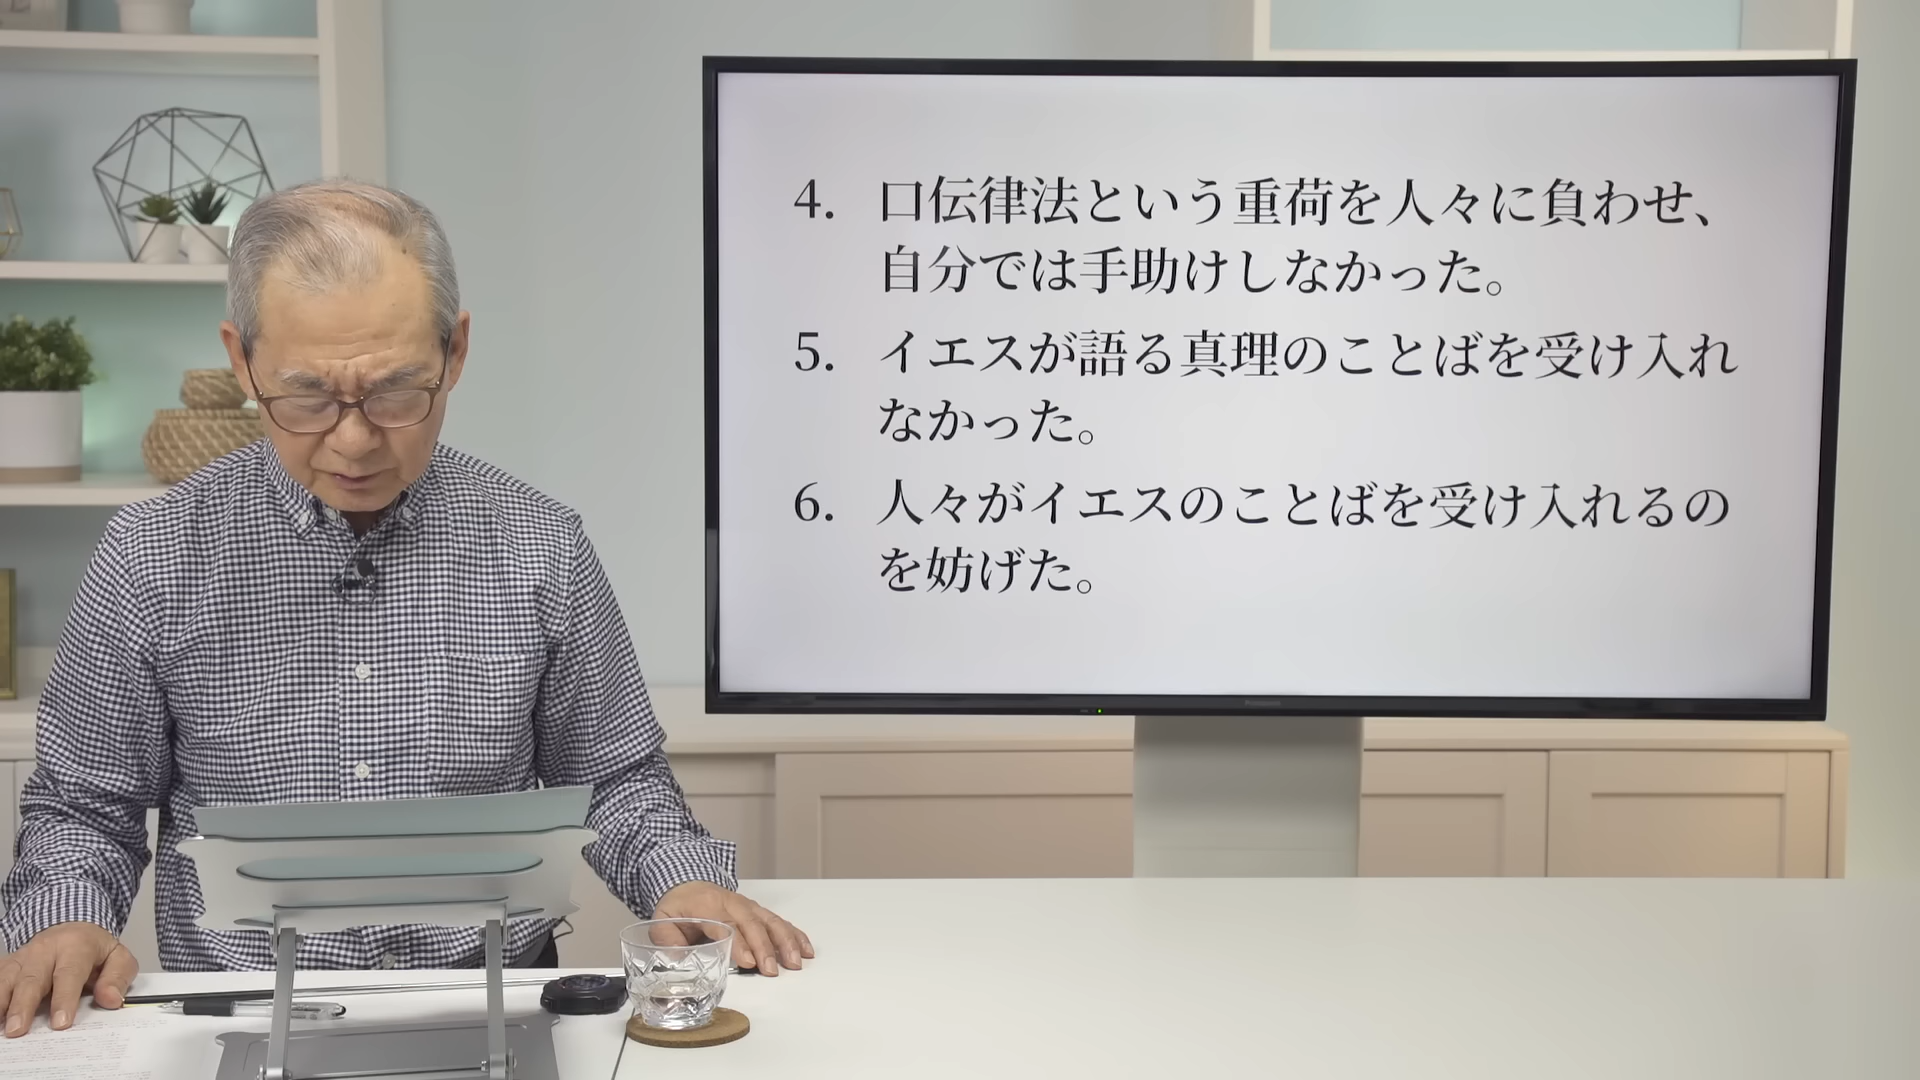 4. 口伝律法という重荷を人々に負わせ、
自分では手助けしなかった。
5. イエスが語る真理のことばを受け入れ
なかった。
6. 人々がイエスのことばを受け入れるの
を妨げた。